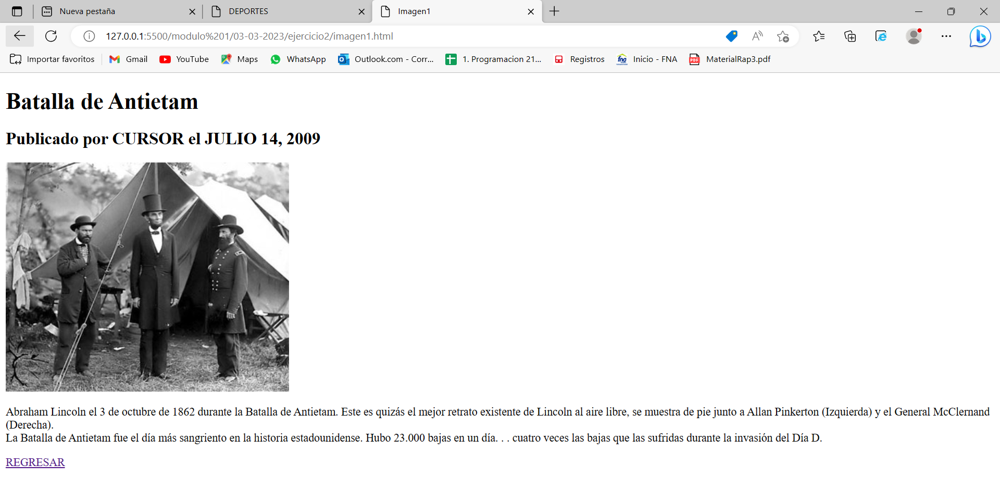 Nueva pestaña
DEPORTES
Imagen1
127.0.0.1:5500/modulo%201/03-03-2023/ejercicio2/imagen1.html
Importar favoritos
Gmail
YouTube
Maps
WhatsApp
Outlook.com - Corr...
1. Programacion 21...
Registros
fna
Inicio - FNA
PDF
MaterialRap3.pdf
Batalla de Antietam
Publicado por CURSOR el JULIO 14, 2009
Abraham Lincoln el 3 de octubre de 1862 durante la Batalla de Antietam. Este es quizás el mejor retrato existente de Lincoln al aire libre, se muestra de pie junto a Allan Pinkerton (Izquierda) y el General McClernand
(Derecha).
La Batalla de Antietam fue el día más sangriento en la historia estadounidense. Hubo 23.000 bajas en un día. . . cuatro veces las bajas que las sufridas durante la invasión del Día D.
REGRESAR